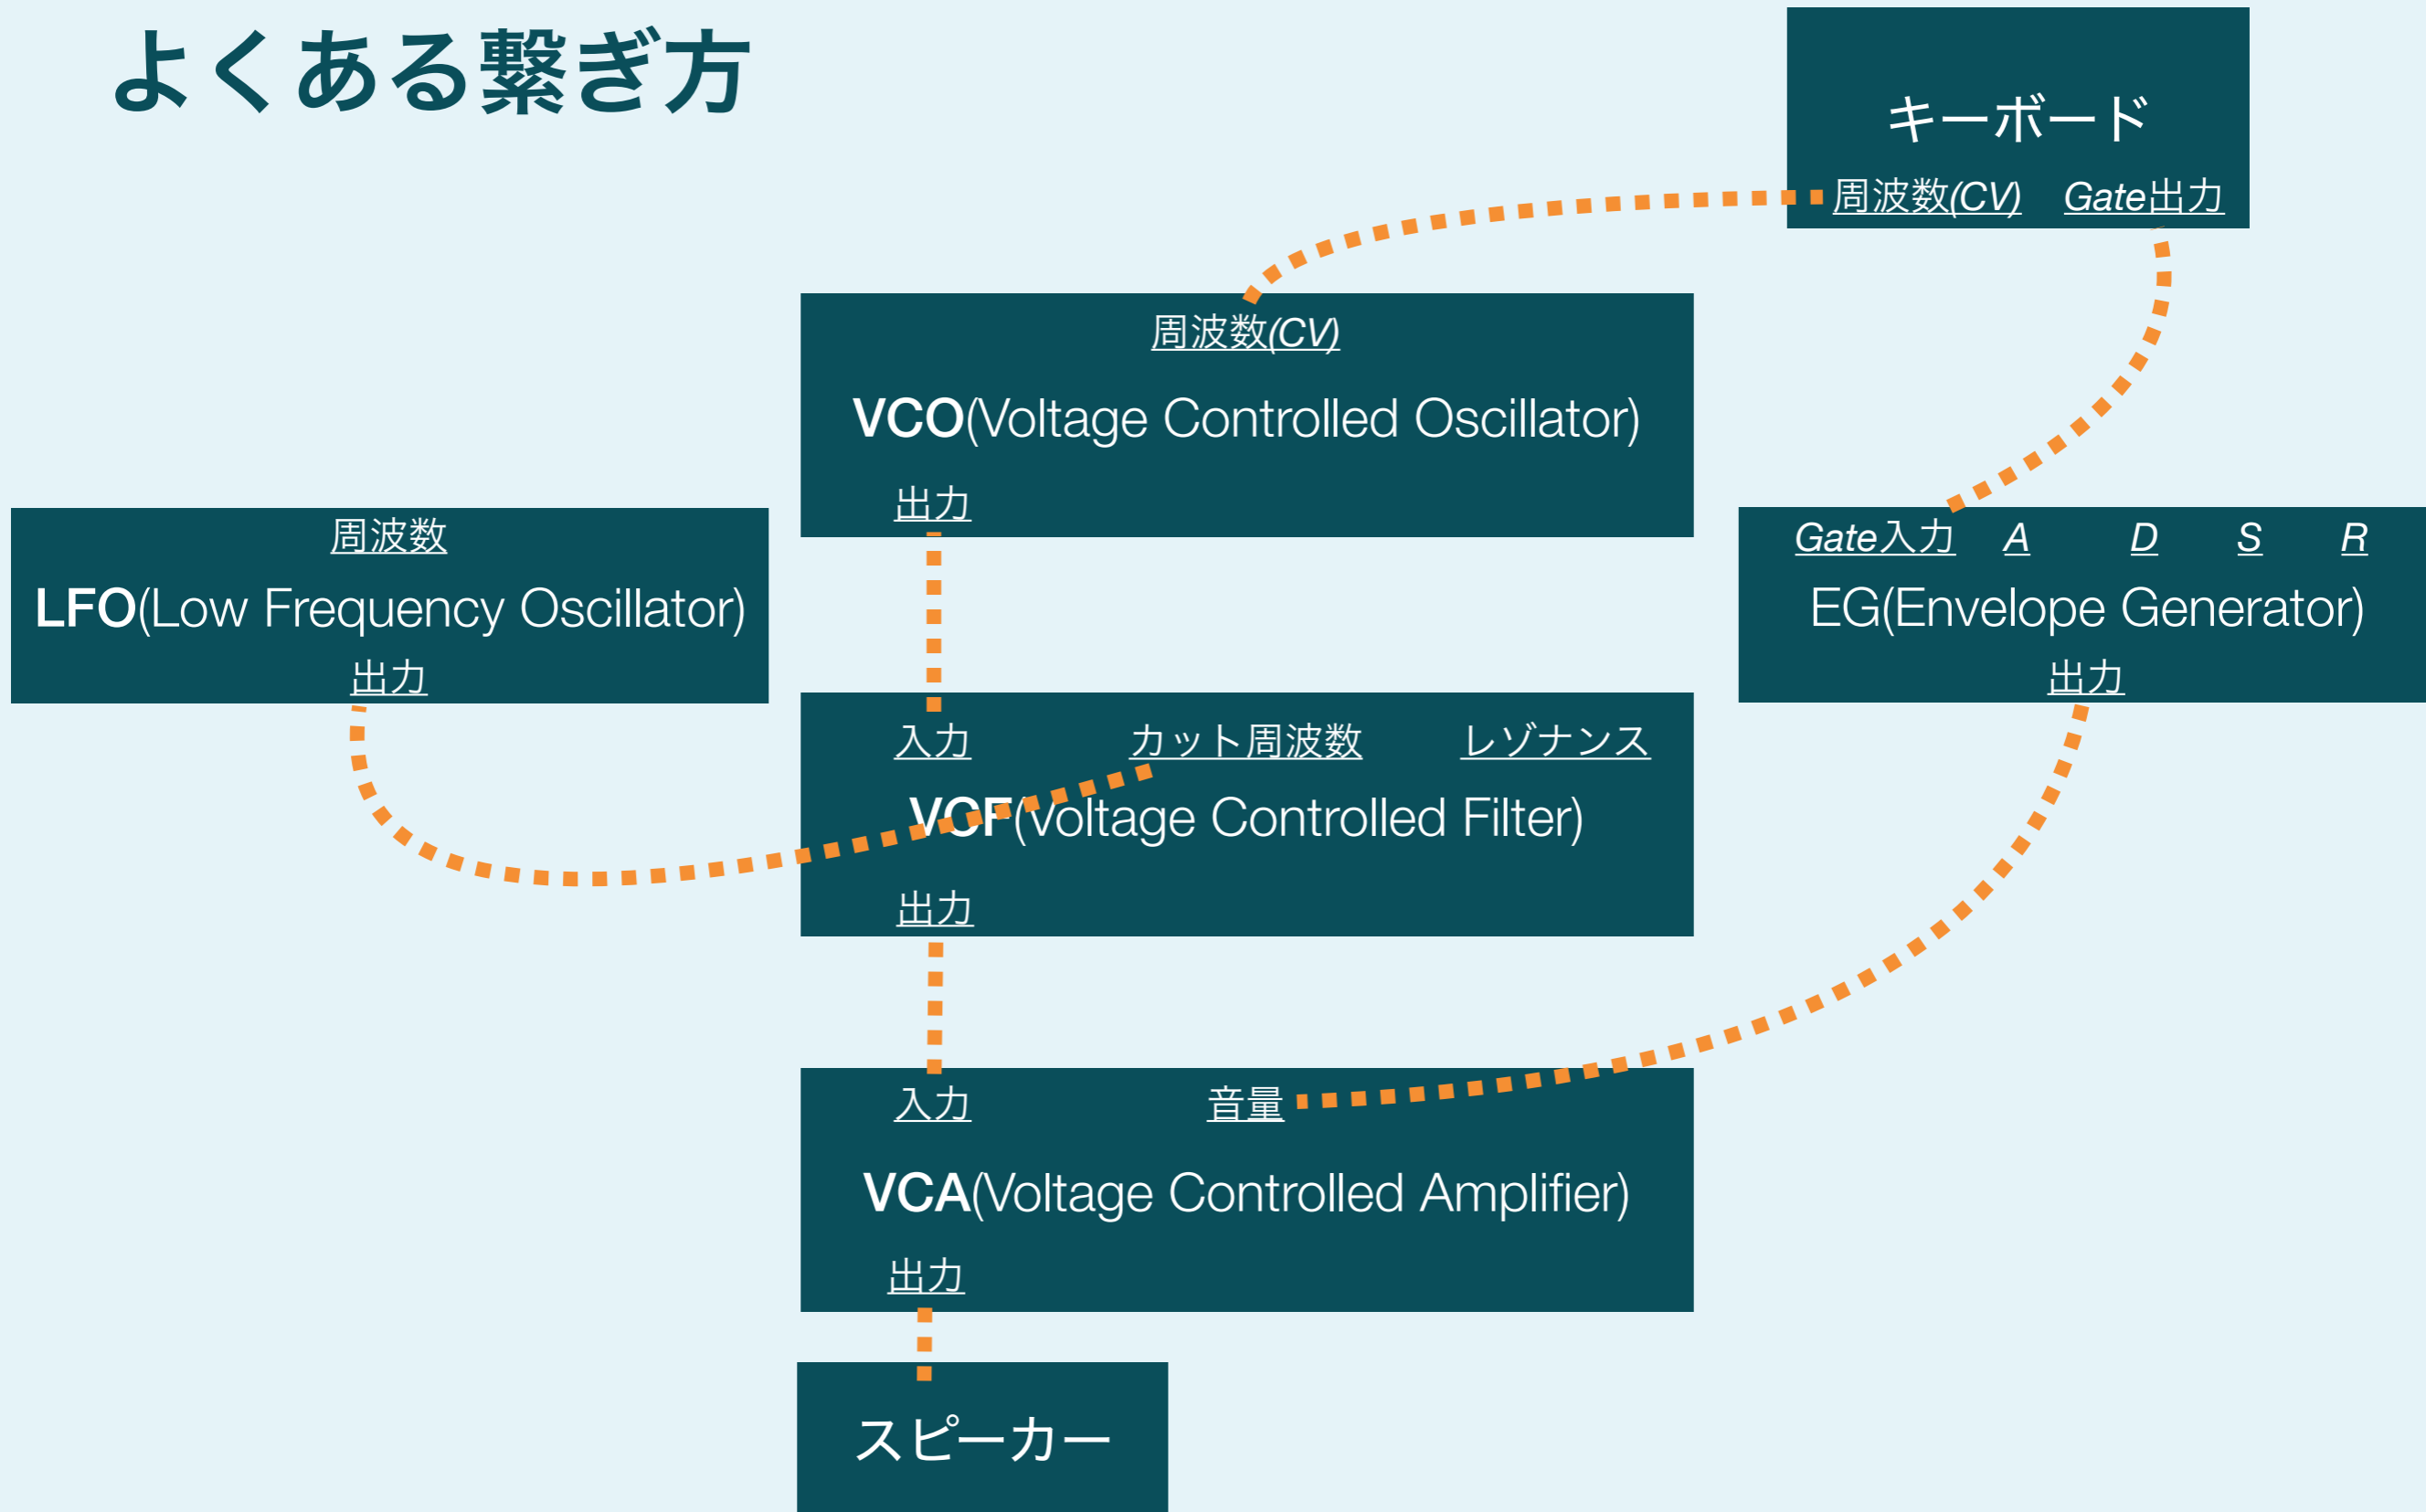 よくある繋ぎ方
キーボード
周波数(CV) Gate出力
周波数(CV)
VCO(Voltage Controlled Oscillator)
出力
周波数
LFO(Low Frequency Oscillator)
出力
Gate入力 A D S R
EG(Envelope Generator)
出力
入力 カット周波数 レゾナンス
VCF(Voltage Controlled Filter)
出力
入力 音量
VCA(Voltage Controlled Amplifier)
出力
スピーカー